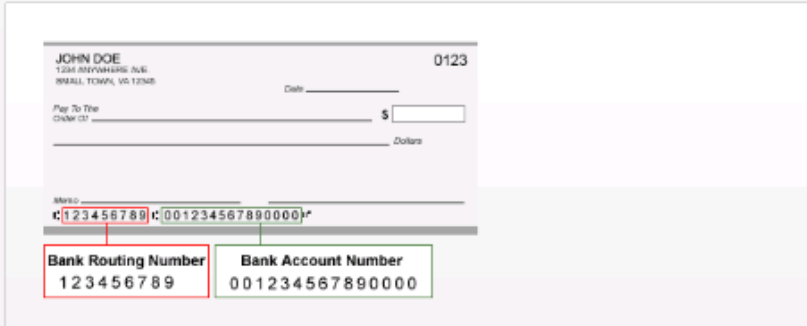 JOHN DOE 0123
1234 ANYWHERE AVE.
SMALL TOWN, VA 12345
Date
Pay To The
Order Of $
Dollars
Memo
⑆123456789⑆ 001234567890000⑈
Bank Routing Number Bank Account Number
123456789 001234567890000